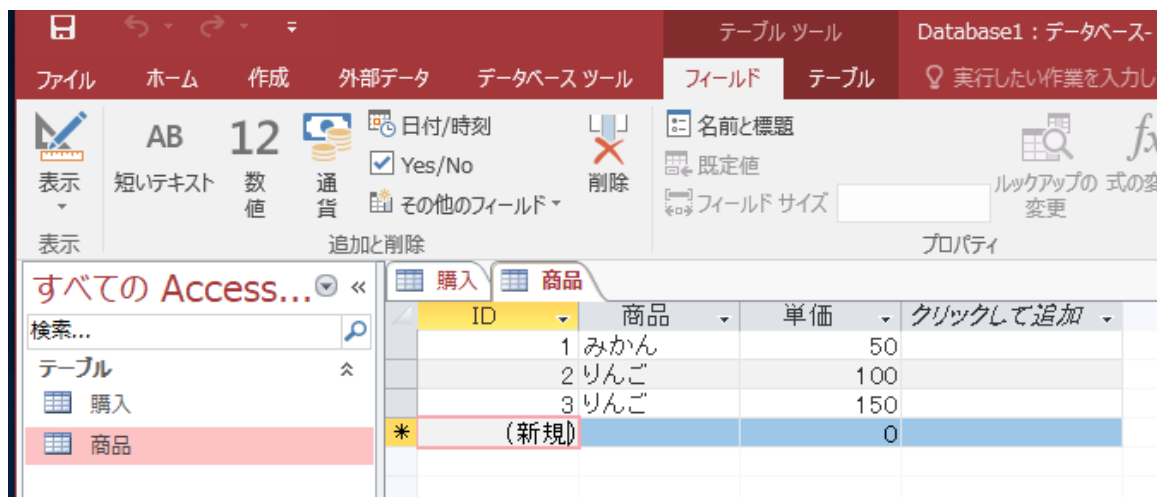 テーブル ツール Database1 : データベース-
ファイル ホーム 作成 外部データ データベース ツール フィールド テーブル 実行したい作業を入力し
表示
AB
短いテキスト
12
数値
通貨
日付/時刻
Yes/No
その他のフィールド
削除
名前と標題
既定値
フィールド サイズ
ルックアップの変更
fx
式の変
表示 追加と削除 プロパティ
すべての Access...
検索...
テーブル
購入
商品
購入 商品
ID 商品 単価 クリックして追加
1 みかん 50
2 りんご 100
3 りんご 150
* (新規) 0